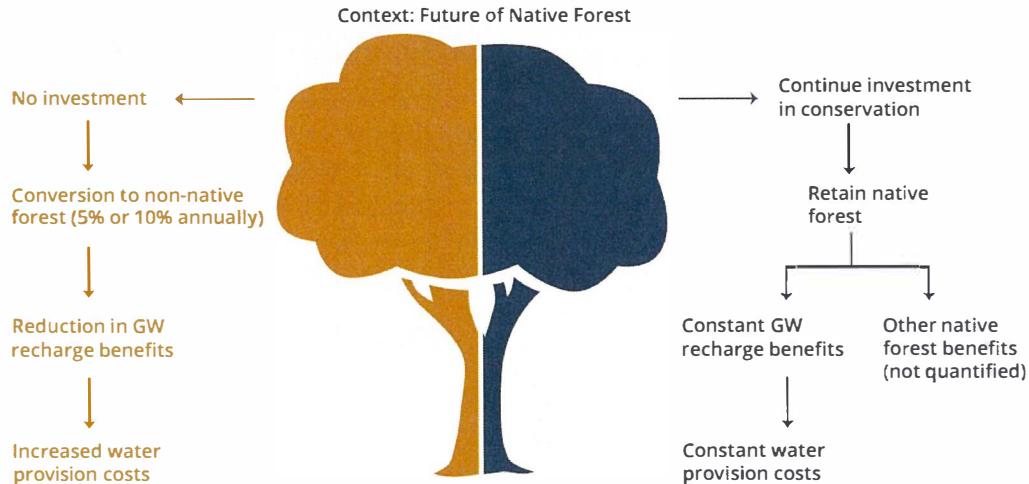 Context: Future of Native Forest
No investment
Conversion to non-native
forest (5% or 10% annually)
Reduction in GW
recharge benefits
Increased water
provision costs
Continue investment
in conservation
Retain native
forest
Constant GW
recharge benefits
Other native
forest benefits
(not quantified)
Constant water
provision costs